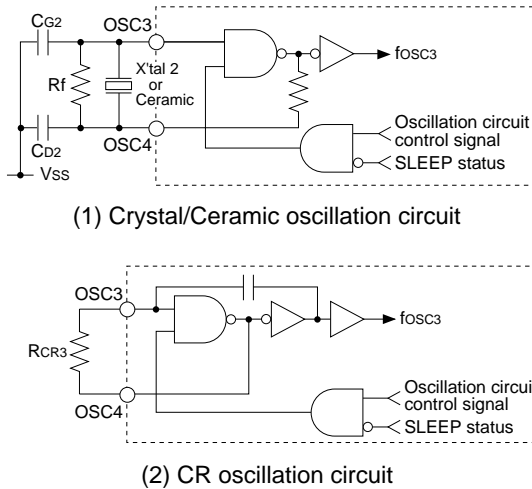 CG2
OSC3
fOSC3
Rf
X'tal 2
or
Ceramic
Oscillation circuit
control signal
CD2
OSC4
SLEEP status
VSS
(1) Crystal/Ceramic oscillation circuit
OSC3
fOSC3
RCR3
Oscillation circuit
control signal
OSC4
SLEEP status
(2) CR oscillation circuit